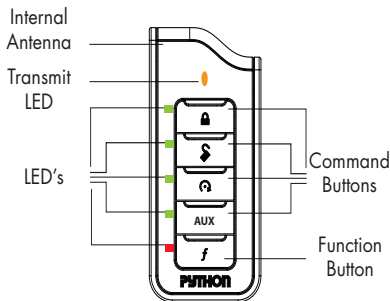 Internal
Antenna
Transmit
LED
LED's
AUX
f
Command
Buttons
Function
Button
PYTHON